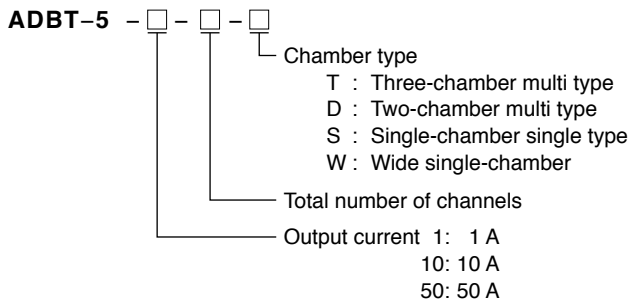 ADBT–5 – □ – □ – □
Chamber type
T : Three-chamber multi type
D : Two-chamber multi type
S : Single-chamber single type
W : Wide single-chamber
Total number of channels
Output current 1: 1 A
10: 10 A
50: 50 A